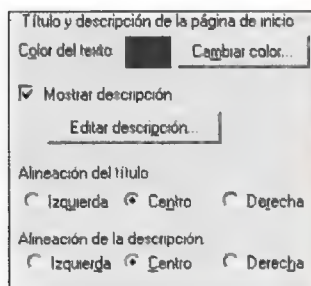 Título y descripción de la página de inicio
Color del texto Cambiar color...
Mostrar descripción
Editar descripción...
Alineación del título
Izquierda Centro Derecha
Alineación de la descripción
Izquierda Centro Derecha